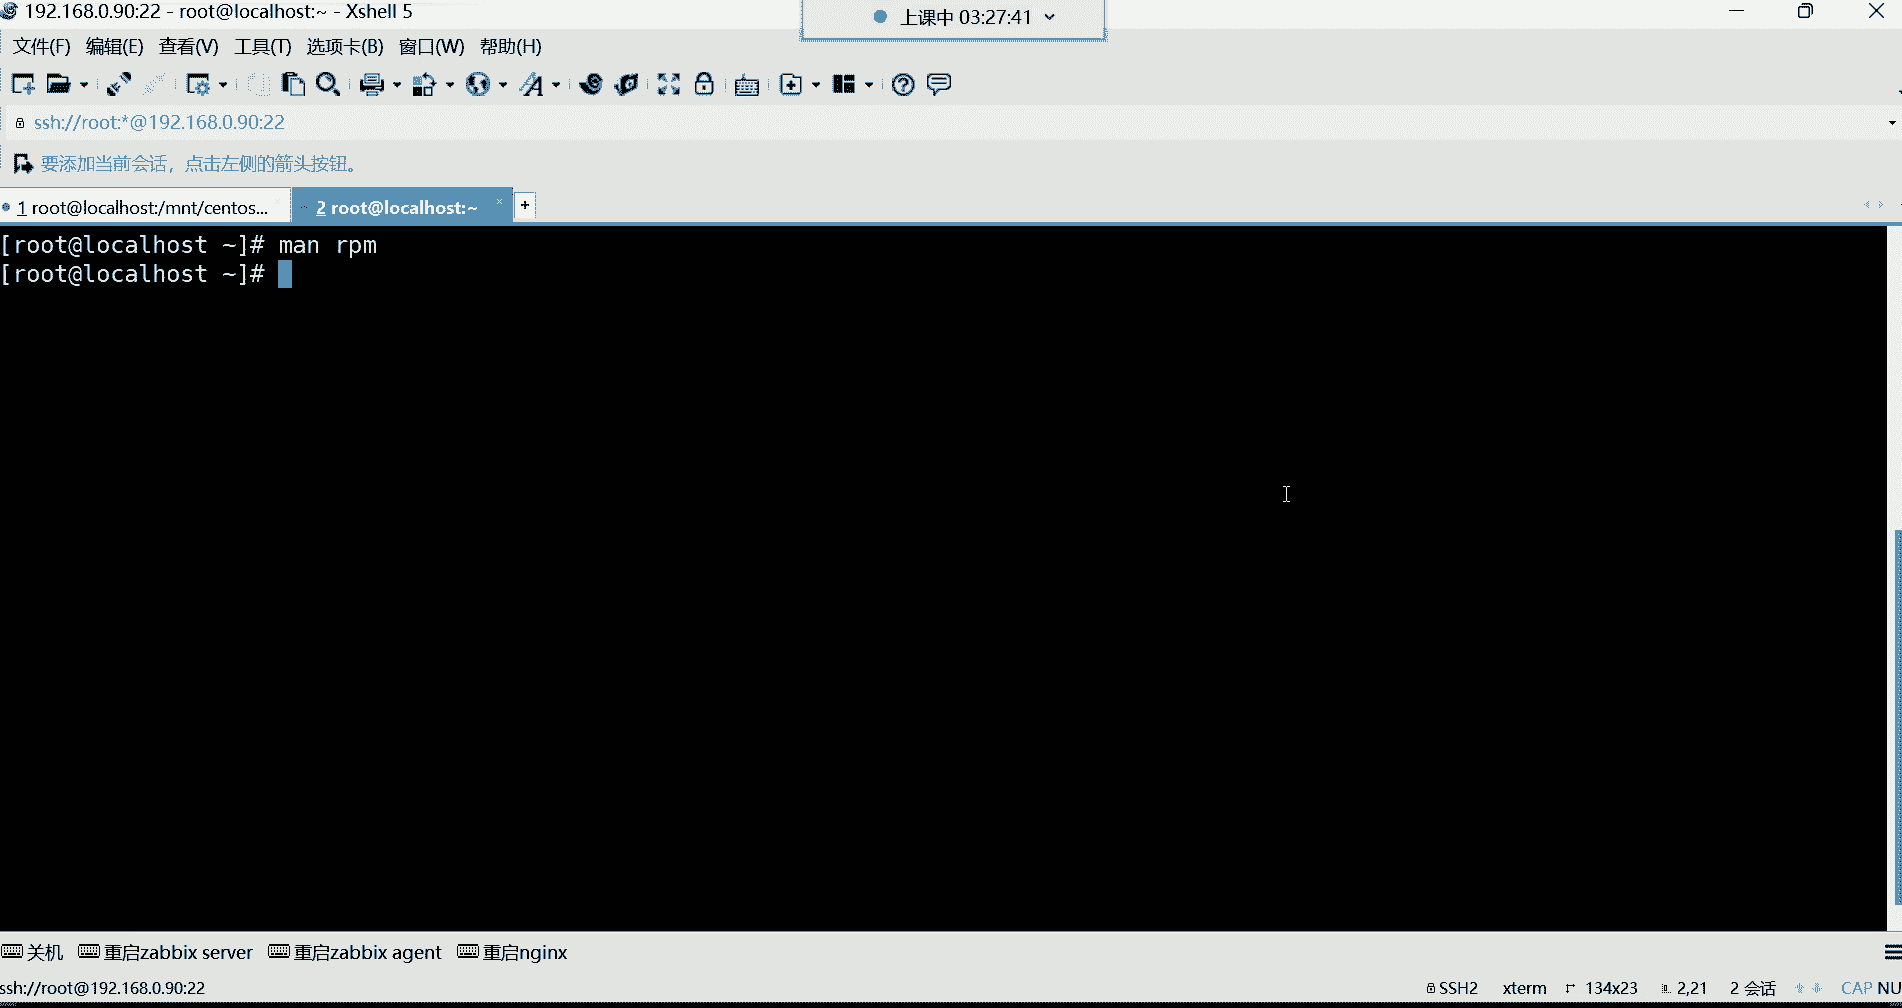 192.168.0.90:22 - root@localhost:~ - Xshell 5
上课中 03:27:41
文件(F) 编辑(E) 查看(V) 工具(T) 选项卡(B) 窗口(W) 帮助(H)
ssh://root:*@192.168.0.90:22
要添加当前会话，点击左侧的箭头按钮。
1 root@localhost:/mnt/centos...
2 root@localhost:~
[root@localhost ~]# man rpm
[root@localhost ~]#
关机 重启zabbix server 重启zabbix agent 重启nginx
ssh://root@192.168.0.90:22 SSH2 xterm 134x23 2,21 2 会话 CAP NU